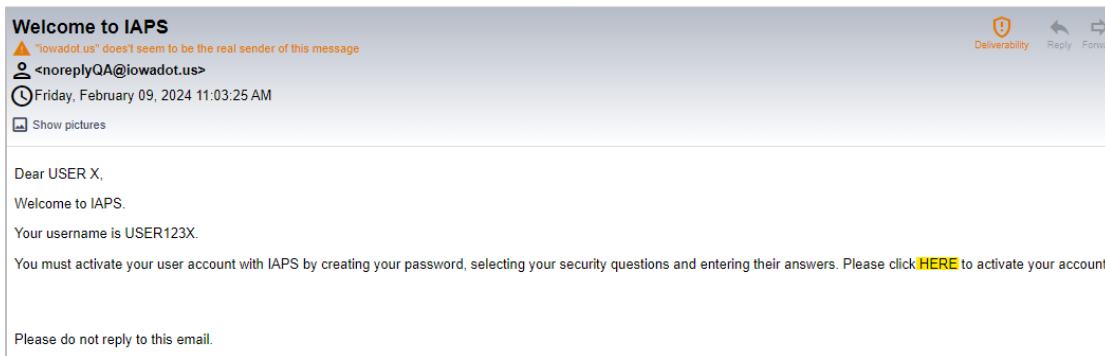 Welcome to IAPS
"iowadot.us" does't seem to be the real sender of this message
Deliverability
Reply
<noreplyQA@iowadot.us>
Friday, February 09, 2024 11:03:25 AM
Show pictures
Dear USER X,
Welcome to IAPS.
Your username is USER123X.
You must activate your user account with IAPS by creating your password, selecting your security questions and entering their answers. Please click HERE to activate your account
Please do not reply to this email.